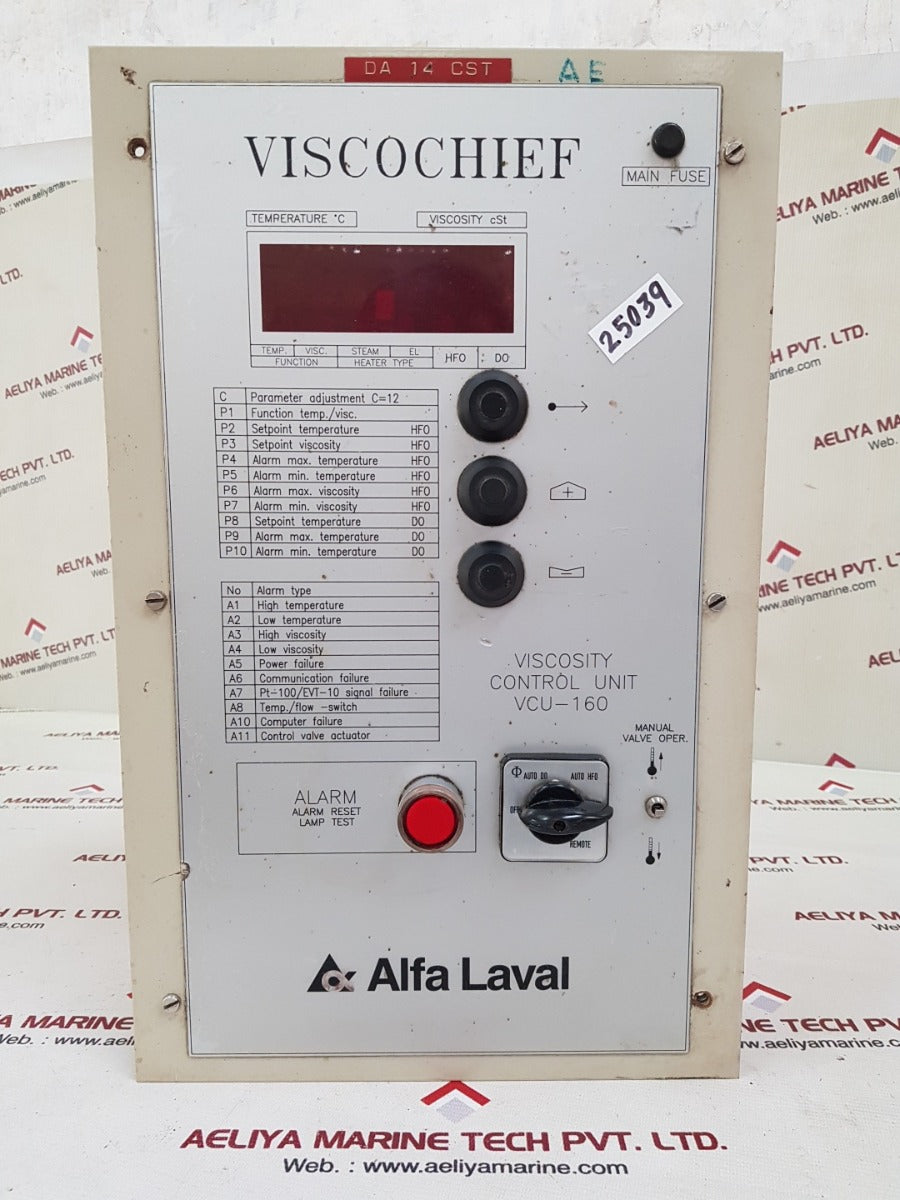 DA 14 CST
AE
VISCOCHIEF
MAIN FUSE
TEMPERATURE °C
VISCOSITY cSt
25039
TEMP. VISC. STEAM EL HFO DO
FUNCTION HEATER TYPE
C Parameter adjustment C=12
P1 Function temp./visc.
P2 Setpoint temperature HFO
P3 Setpoint viscosity HFO
P4 Alarm max. temperature HFO
P5 Alarm min. temperature HFO
P6 Alarm max. viscosity HFO
P7 Alarm min. viscosity HFO
P8 Setpoint temperature DO
P9 Alarm max. temperature DO
P10 Alarm min. temperature DO
No Alarm type
A1 High temperature
A2 Low temperature
A3 High viscosity
A4 Low viscosity
A5 Power failure
A6 Communication failure
A7 Pt-100/EVT-10 signal failure
A8 Temp./flow -switch
A10 Computer failure
A11 Control valve actuator
VISCOSITY
CONTROL UNIT
VCU-160
MANUAL
VALVE OPER.
ALARM
ALARM RESET
LAMP TEST
AUTO DO AUTO HFO
REMOTE
Alfa Laval
AELIYA MARINE TECH PVT. LTD.
Web. : www.aeliyamarine.com